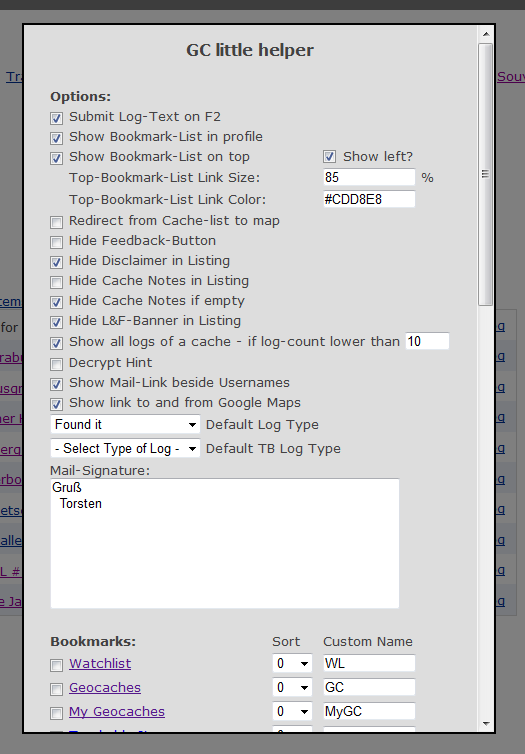 GC little helper
Options:
Submit Log-Text on F2
Show Bookmark-List in profile
Show Bookmark-List on top Show left?
Top-Bookmark-List Link Size: 85 %
Top-Bookmark-List Link Color: #CDD8E8
Redirect from Cache-list to map
Hide Feedback-Button
Hide Disclaimer in Listing
Hide Cache Notes in Listing
Hide Cache Notes if empty
Hide L&F-Banner in Listing
Show all logs of a cache - if log-count lower than 10
Decrypt Hint
Show Mail-Link beside Usernames
Show link to and from Google Maps
Found it Default Log Type
- Select Type of Log - Default TB Log Type
Mail-Signature:
Gruß
Torsten
Bookmarks: Sort Custom Name
Watchlist 0 WL
Geocaches 0 GC
My Geocaches 0 MyGC